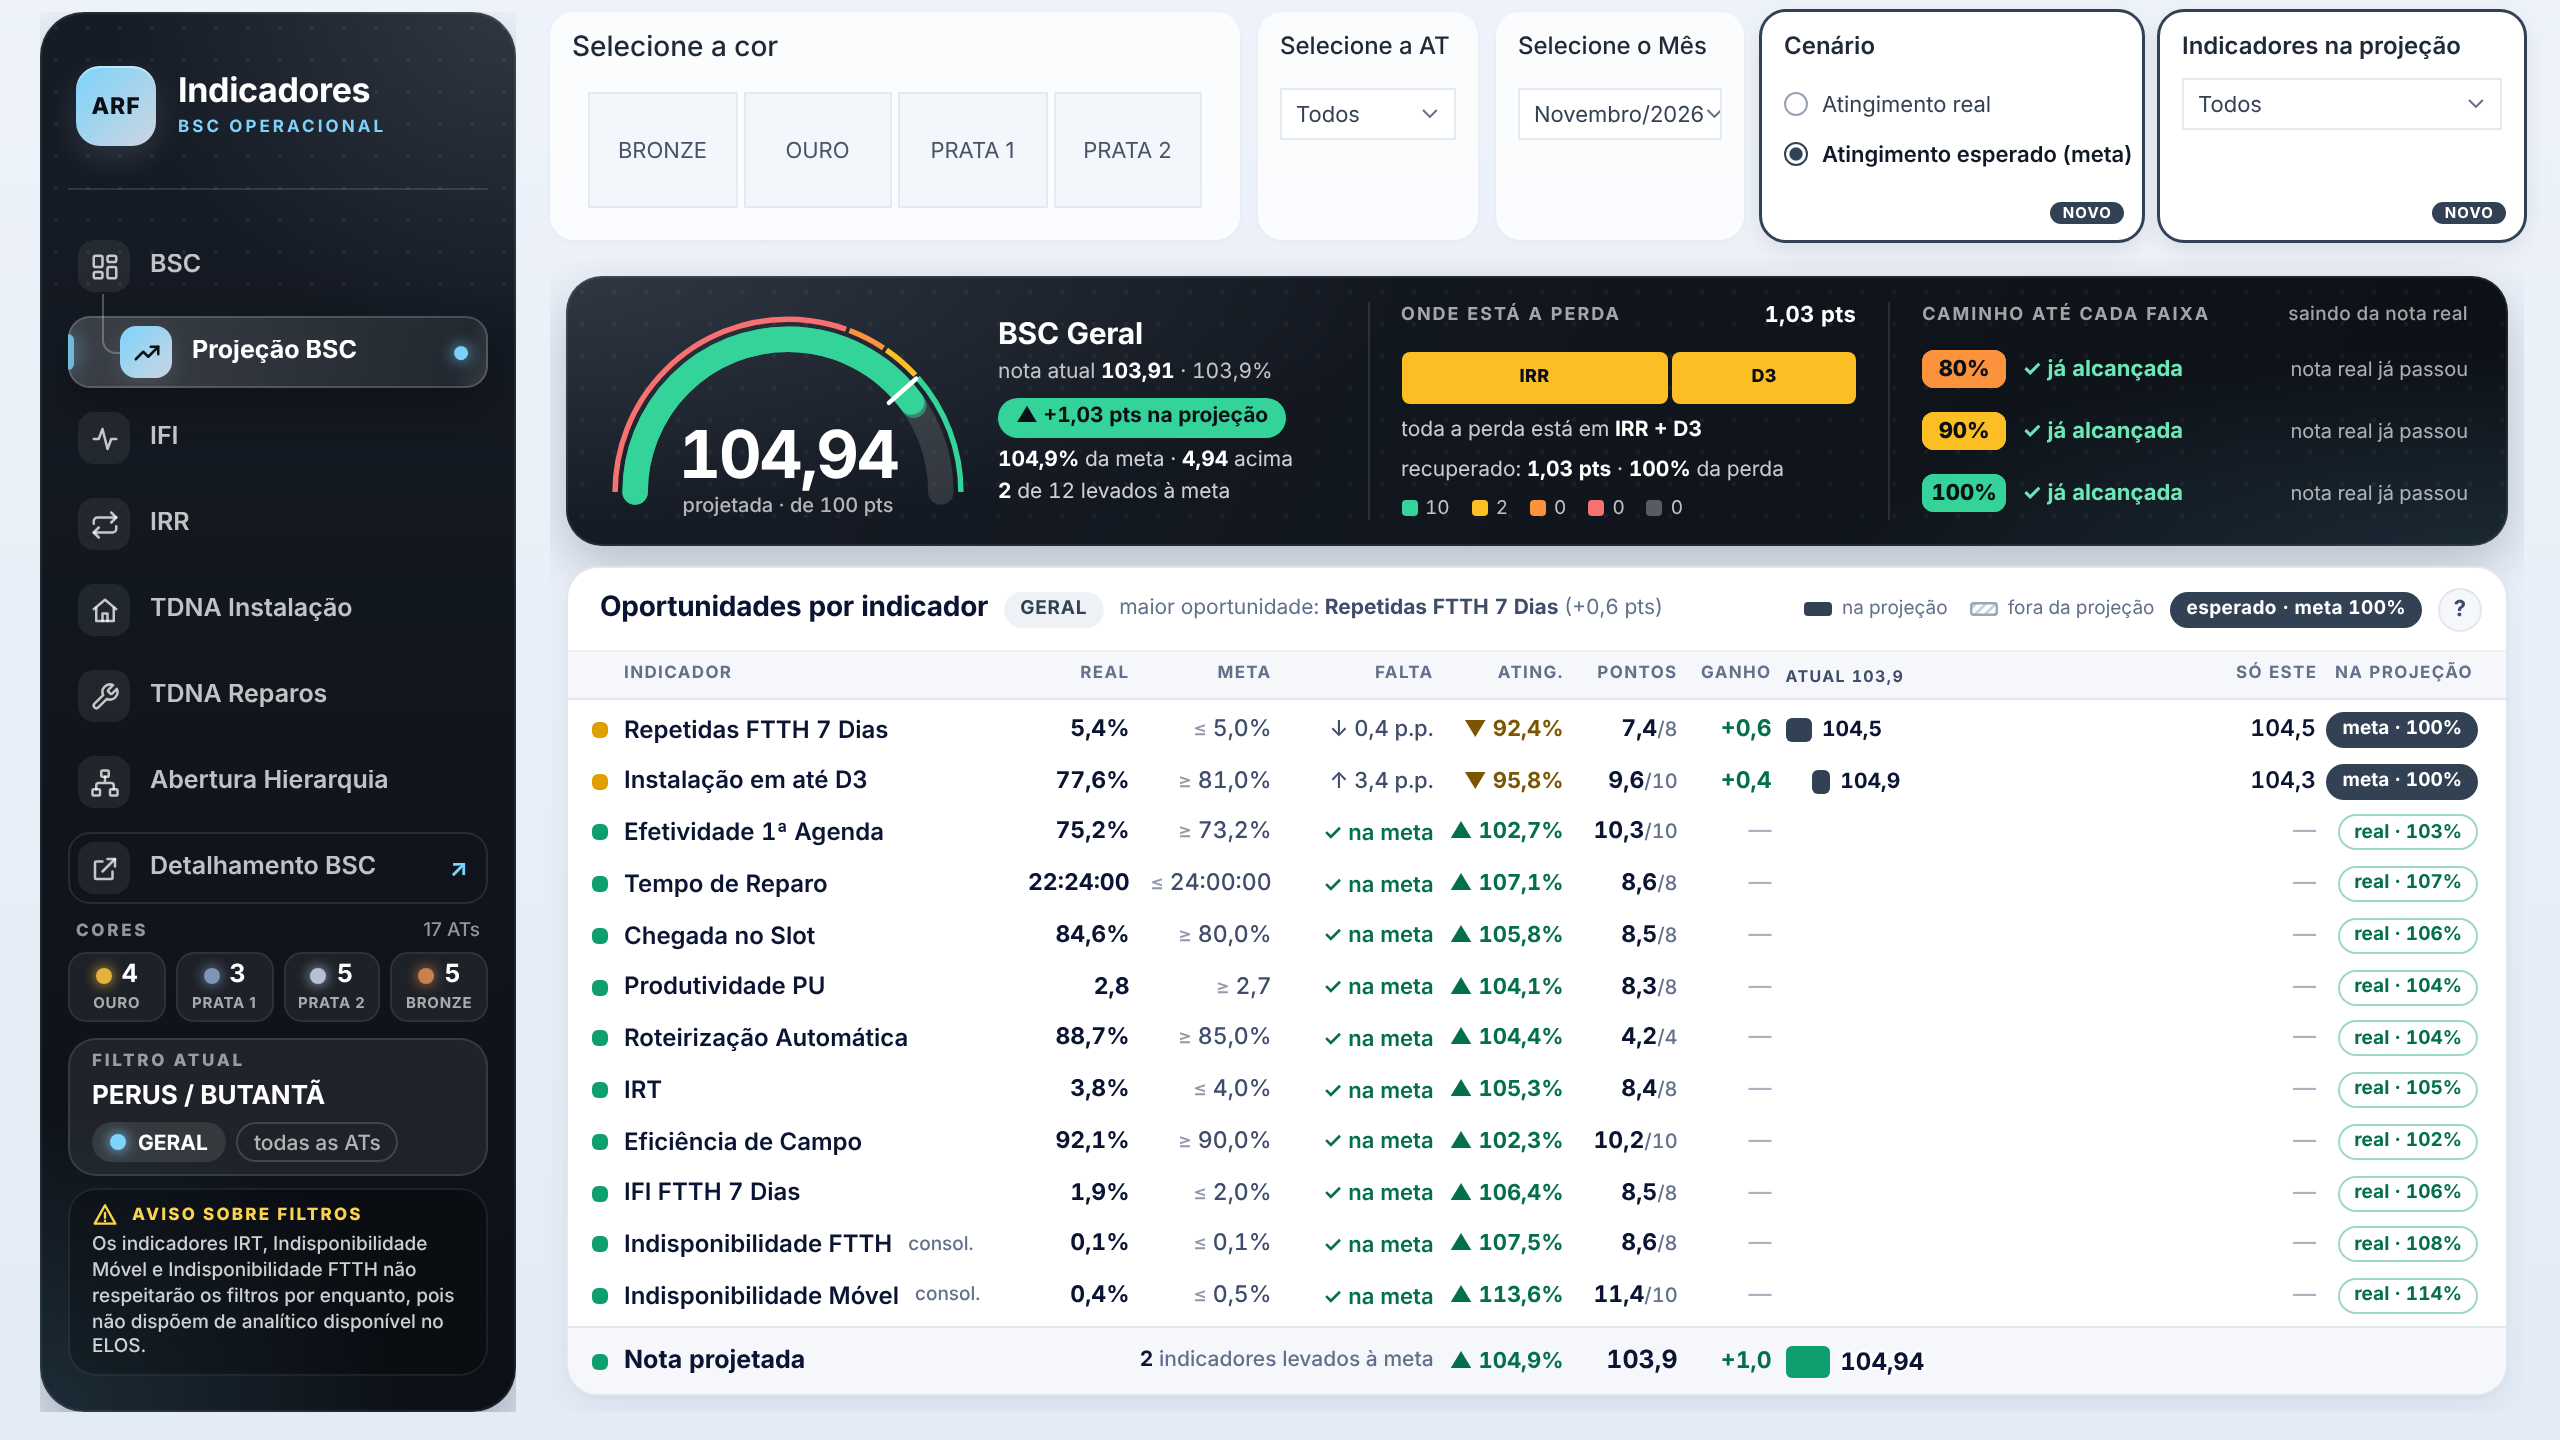 ARF
Indicadores
BSC OPERACIONAL
BSC
Projeção BSC
IFI
IRR
TDNA Instalação
TDNA Reparos
Abertura Hierarquia
Detalhamento BSC
CORES 17 ATs
4 OURO
3 PRATA 1
5 PRATA 2
5 BRONZE
FILTRO ATUAL
PERUS / BUTANTÃ
GERAL todas as ATs
AVISO SOBRE FILTROS
Os indicadores IRT, Indisponibilidade
Móvel e Indisponibilidade FTTH não
respeitarão os filtros por enquanto, pois
não dispõem de analítico disponível no
ELOS.
Selecione a cor
BRONZE OURO PRATA 1 PRATA 2
Selecione a AT
Todos
Selecione o Mês
Novembro/2026
Cenário
Atingimento real
Atingimento esperado (meta)
NOVO
Indicadores na projeção
Todos
NOVO
104,94
projetada · de 100 pts
BSC Geral
nota atual 103,91 · 103,9%
▲ +1,03 pts na projeção
104,9% da meta · 4,94 acima
2 de 12 levados à meta
ONDE ESTÁ A PERDA 1,03 pts
IRR D3
toda a perda está em IRR + D3
recuperado: 1,03 pts · 100% da perda
10 2 0 0 0
CAMINHO ATÉ CADA FAIXA saindo da nota real
80% ✓ já alcançada nota real já passou
90% ✓ já alcançada nota real já passou
100% ✓ já alcançada nota real já passou
Oportunidades por indicador GERAL maior oportunidade: Repetidas FTTH 7 Dias (+0,6 pts) na projeção fora da projeção esperado · meta 100% ?
INDICADOR REAL META FALTA ATING. PONTOS GANHO ATUAL 103,9 SÓ ESTE NA PROJEÇÃO
Repetidas FTTH 7 Dias 5,4% ≤ 5,0% ↓ 0,4 p.p. ▼ 92,4% 7,4/8 +0,6 104,5 104,5 meta · 100%
Instalação em até D3 77,6% ≥ 81,0% ↑ 3,4 p.p. ▼ 95,8% 9,6/10 +0,4 104,9 104,3 meta · 100%
Efetividade 1ª Agenda 75,2% ≥ 73,2% ✓ na meta ▲ 102,7% 10,3/10 — — real · 103%
Tempo de Reparo 22:24:00 ≤ 24:00:00 ✓ na meta ▲ 107,1% 8,6/8 — — real · 107%
Chegada no Slot 84,6% ≥ 80,0% ✓ na meta ▲ 105,8% 8,5/8 — — real · 106%
Produtividade PU 2,8 ≥ 2,7 ✓ na meta ▲ 104,1% 8,3/8 — — real · 104%
Roteirização Automática 88,7% ≥ 85,0% ✓ na meta ▲ 104,4% 4,2/4 — — real · 104%
IRT 3,8% ≤ 4,0% ✓ na meta ▲ 105,3% 8,4/8 — — real · 105%
Eficiência de Campo 92,1% ≥ 90,0% ✓ na meta ▲ 102,3% 10,2/10 — — real · 102%
IFI FTTH 7 Dias 1,9% ≤ 2,0% ✓ na meta ▲ 106,4% 8,5/8 — — real · 106%
Indisponibilidade FTTH consol. 0,1% ≤ 0,1% ✓ na meta ▲ 107,5% 8,6/8 — — real · 108%
Indisponibilidade Móvel consol. 0,4% ≤ 0,5% ✓ na meta ▲ 113,6% 11,4/10 — — real · 114%
Nota projetada 2 indicadores levados à meta ▲ 104,9% 103,9 +1,0 104,94